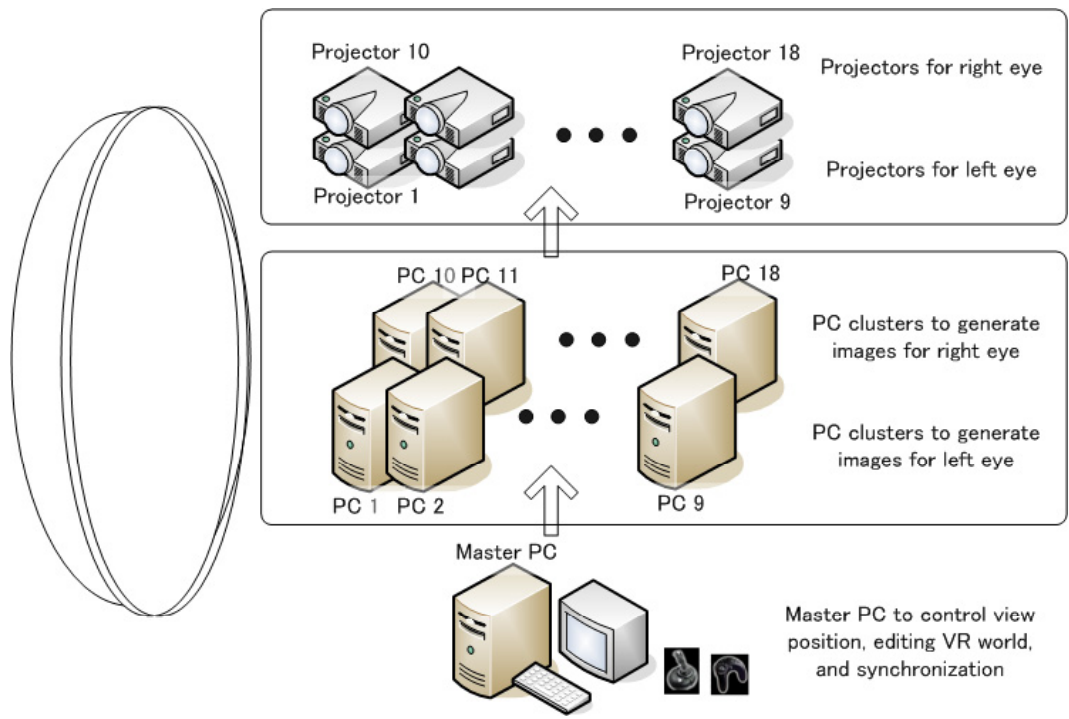 Projector 10
Projector 18
Projectors for right eye
Projectors for left eye
Projector 1
Projector 9
PC 10 PC 11
PC 18
PC clusters to generate
images for right eye
PC clusters to generate
images for left eye
PC 1
PC 2
PC 9
Master PC
Master PC to control view
position, editing VR world,
and synchronization